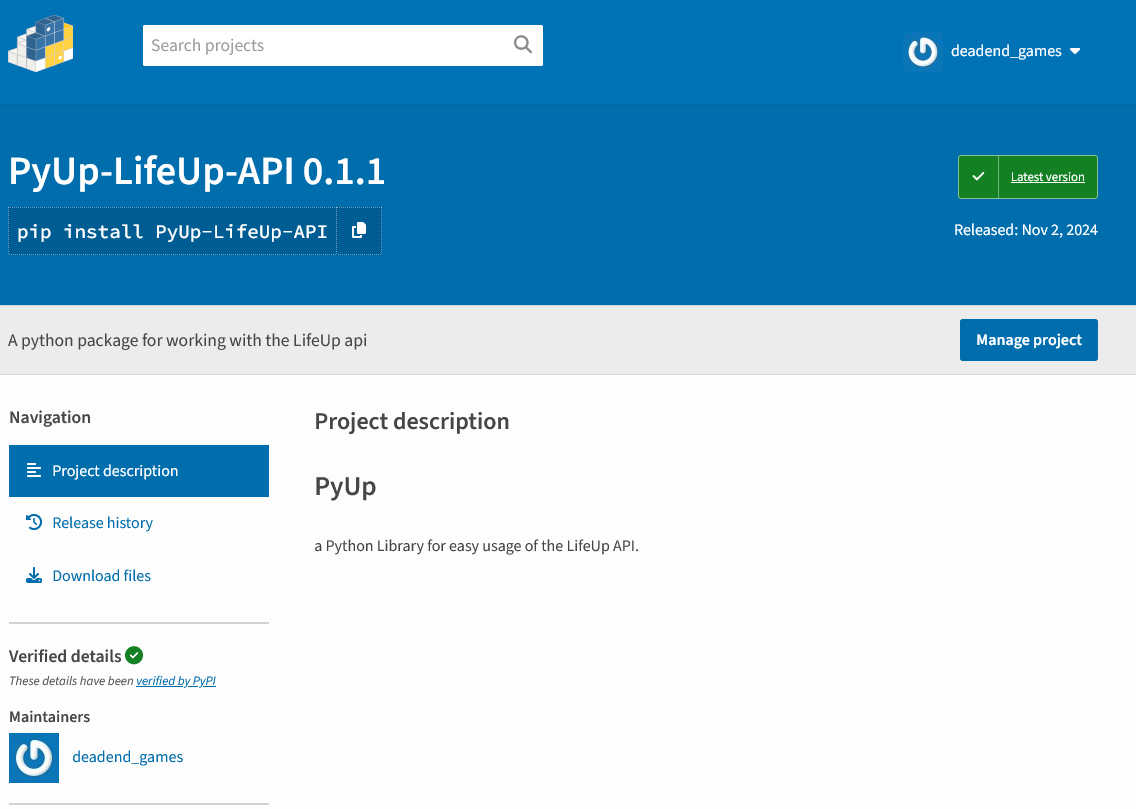 Search projects
deadend_games
PyUp-LifeUp-API 0.1.1
pip install PyUp-LifeUp-API
Latest version
Released: Nov 2, 2024
A python package for working with the LifeUp api
Manage project
Navigation
Project description
Release history
Download files
Verified details
These details have been verified by PyPI
Maintainers
deadend_games
Project description
PyUp
a Python Library for easy usage of the LifeUp API.